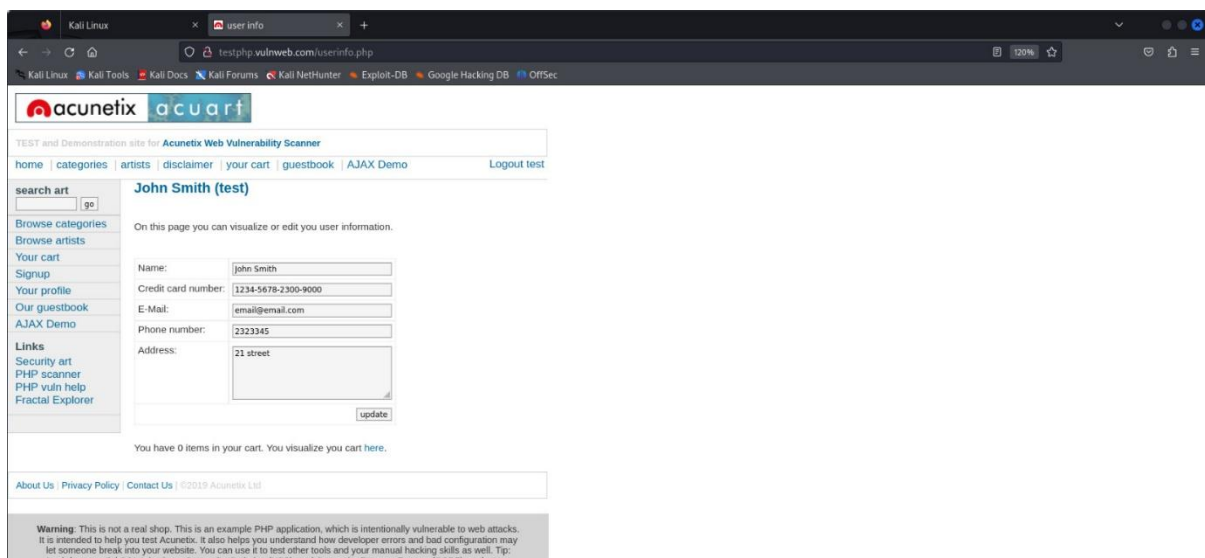 Kali Linux
user info
testphp.vulnweb.com/userinfo.php
120%
Kali Linux Kali Tools Kali Docs Kali Forums Kali NetHunter Exploit-DB Google Hacking DB OffSec
acunetix acuart
TEST and Demonstration site for Acunetix Web Vulnerability Scanner
home | categories | artists | disclaimer | your cart | guestbook | AJAX Demo Logout test
search art
go
Browse categories
Browse artists
Your cart
Signup
Your profile
Our guestbook
AJAX Demo
Links
Security art
PHP scanner
PHP vuln help
Fractal Explorer
John Smith (test)
On this page you can visualize or edit you user information.
Name: John Smith
Credit card number: 1234-5678-2300-9000
E-Mail: email@email.com
Phone number: 2323345
Address: 21 street
update
You have 0 items in your cart. You visualize you cart here.
About Us | Privacy Policy | Contact Us | ©2019 Acunetix Ltd
Warning: This is not a real shop. This is an example PHP application, which is intentionally vulnerable to web attacks.
It is intended to help you test Acunetix. It also helps you understand how developer errors and bad configuration may
let someone break into your website. You can use it to test other tools and your manual hacking skills as well. Tip: